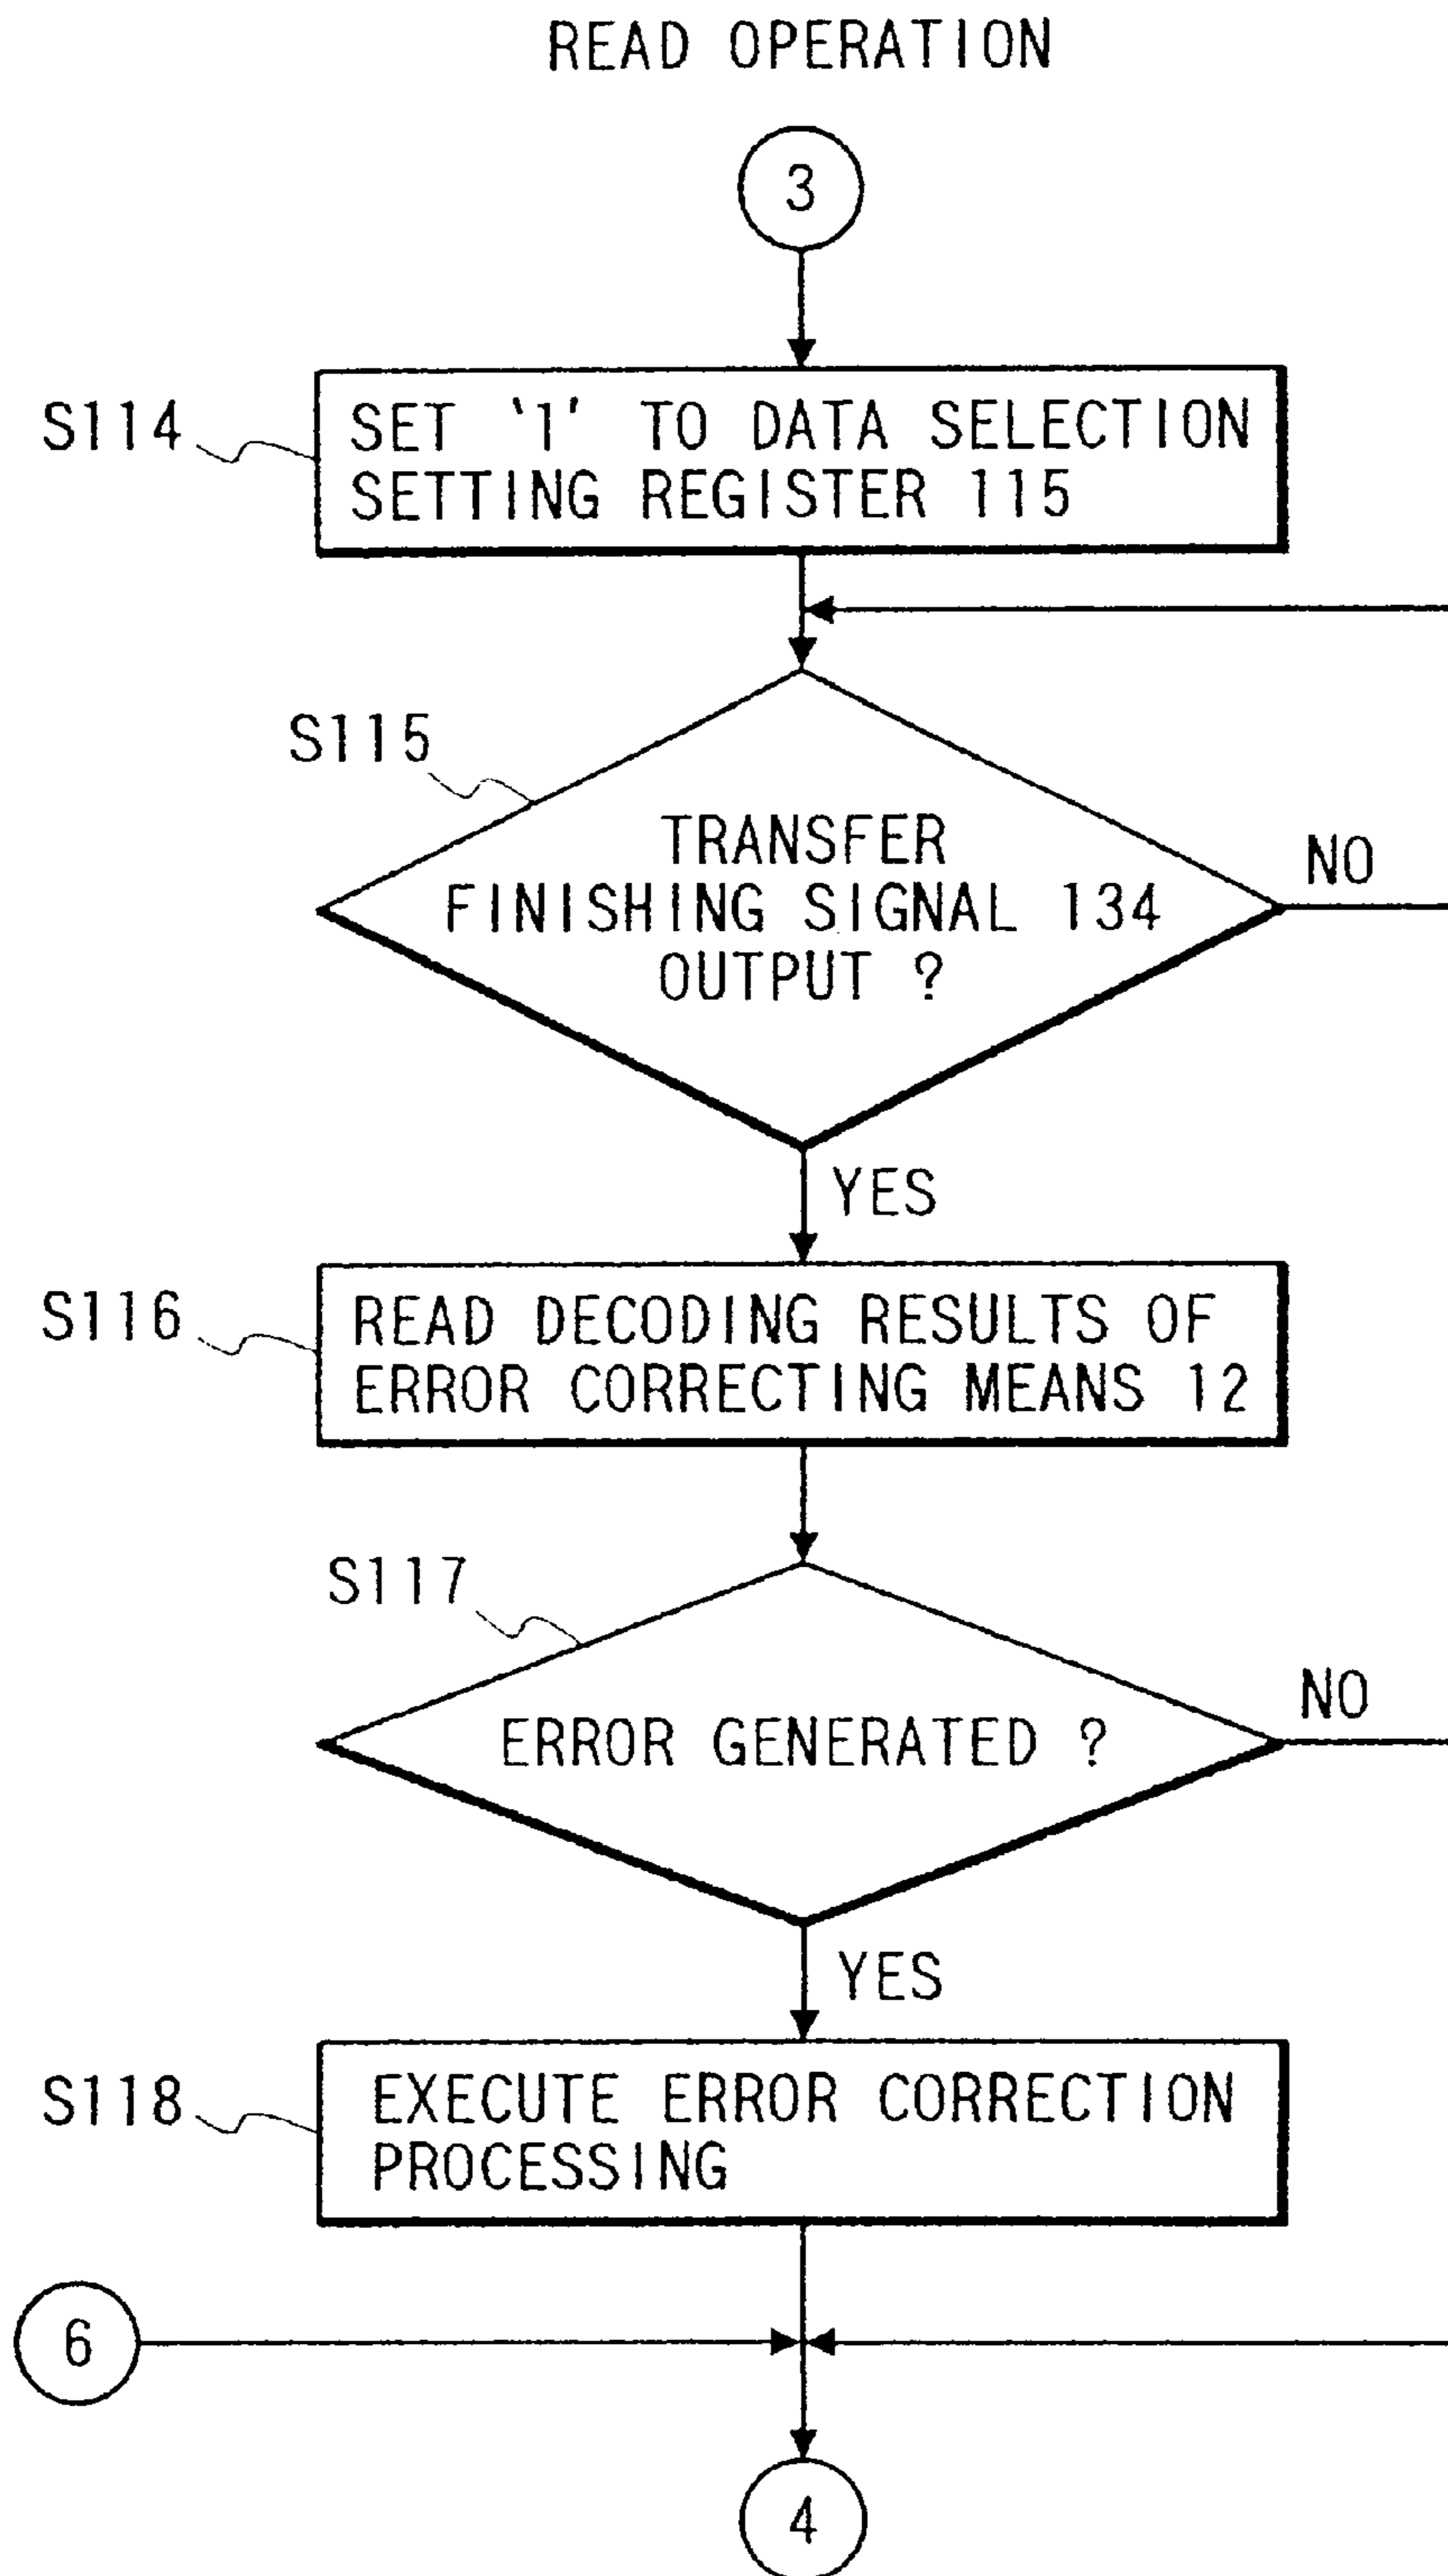 READ OPERATION
3
S114
SET '1' TO DATA SELECTION
SETTING REGISTER 115
S115
TRANSFER
FINISHING SIGNAL 134
OUTPUT ?
NO
YES
S116
READ DECODING RESULTS OF
ERROR CORRECTING MEANS 12
S117
ERROR GENERATED ?
NO
YES
S118
EXECUTE ERROR CORRECTION
PROCESSING
6
4